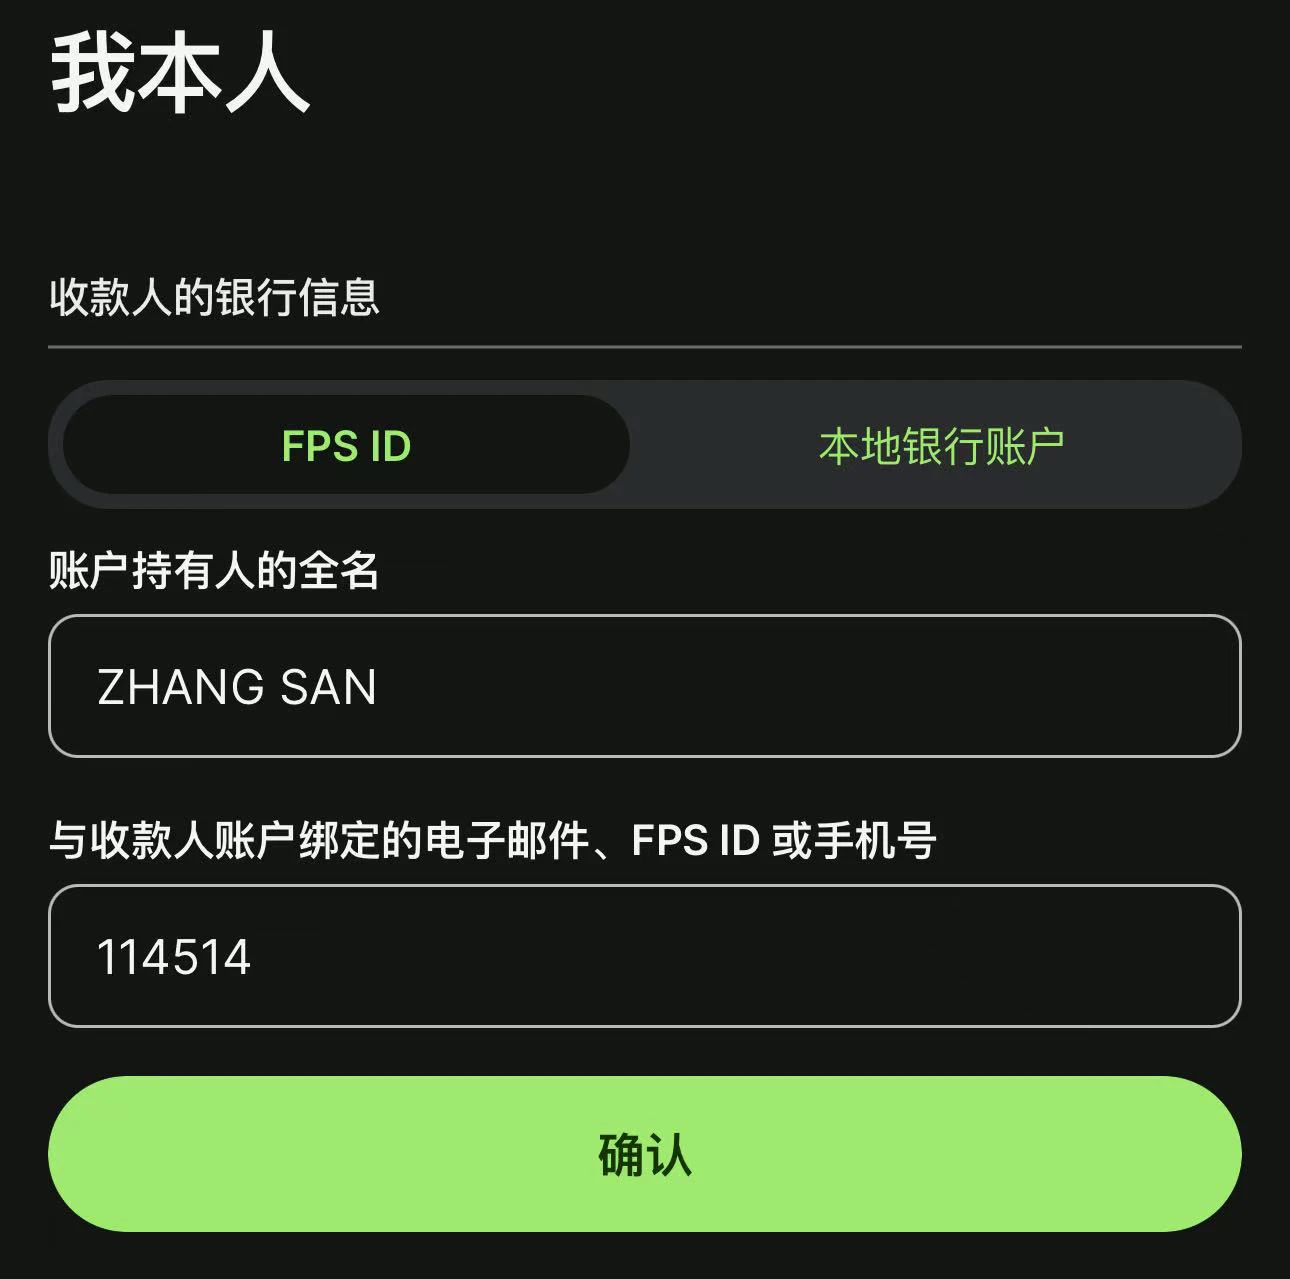 我本人
收款人的银行信息
FPS ID
本地银行账户
账户持有人的全名
ZHANG SAN
与收款人账户绑定的电子邮件、FPS ID 或手机号
114514
确认